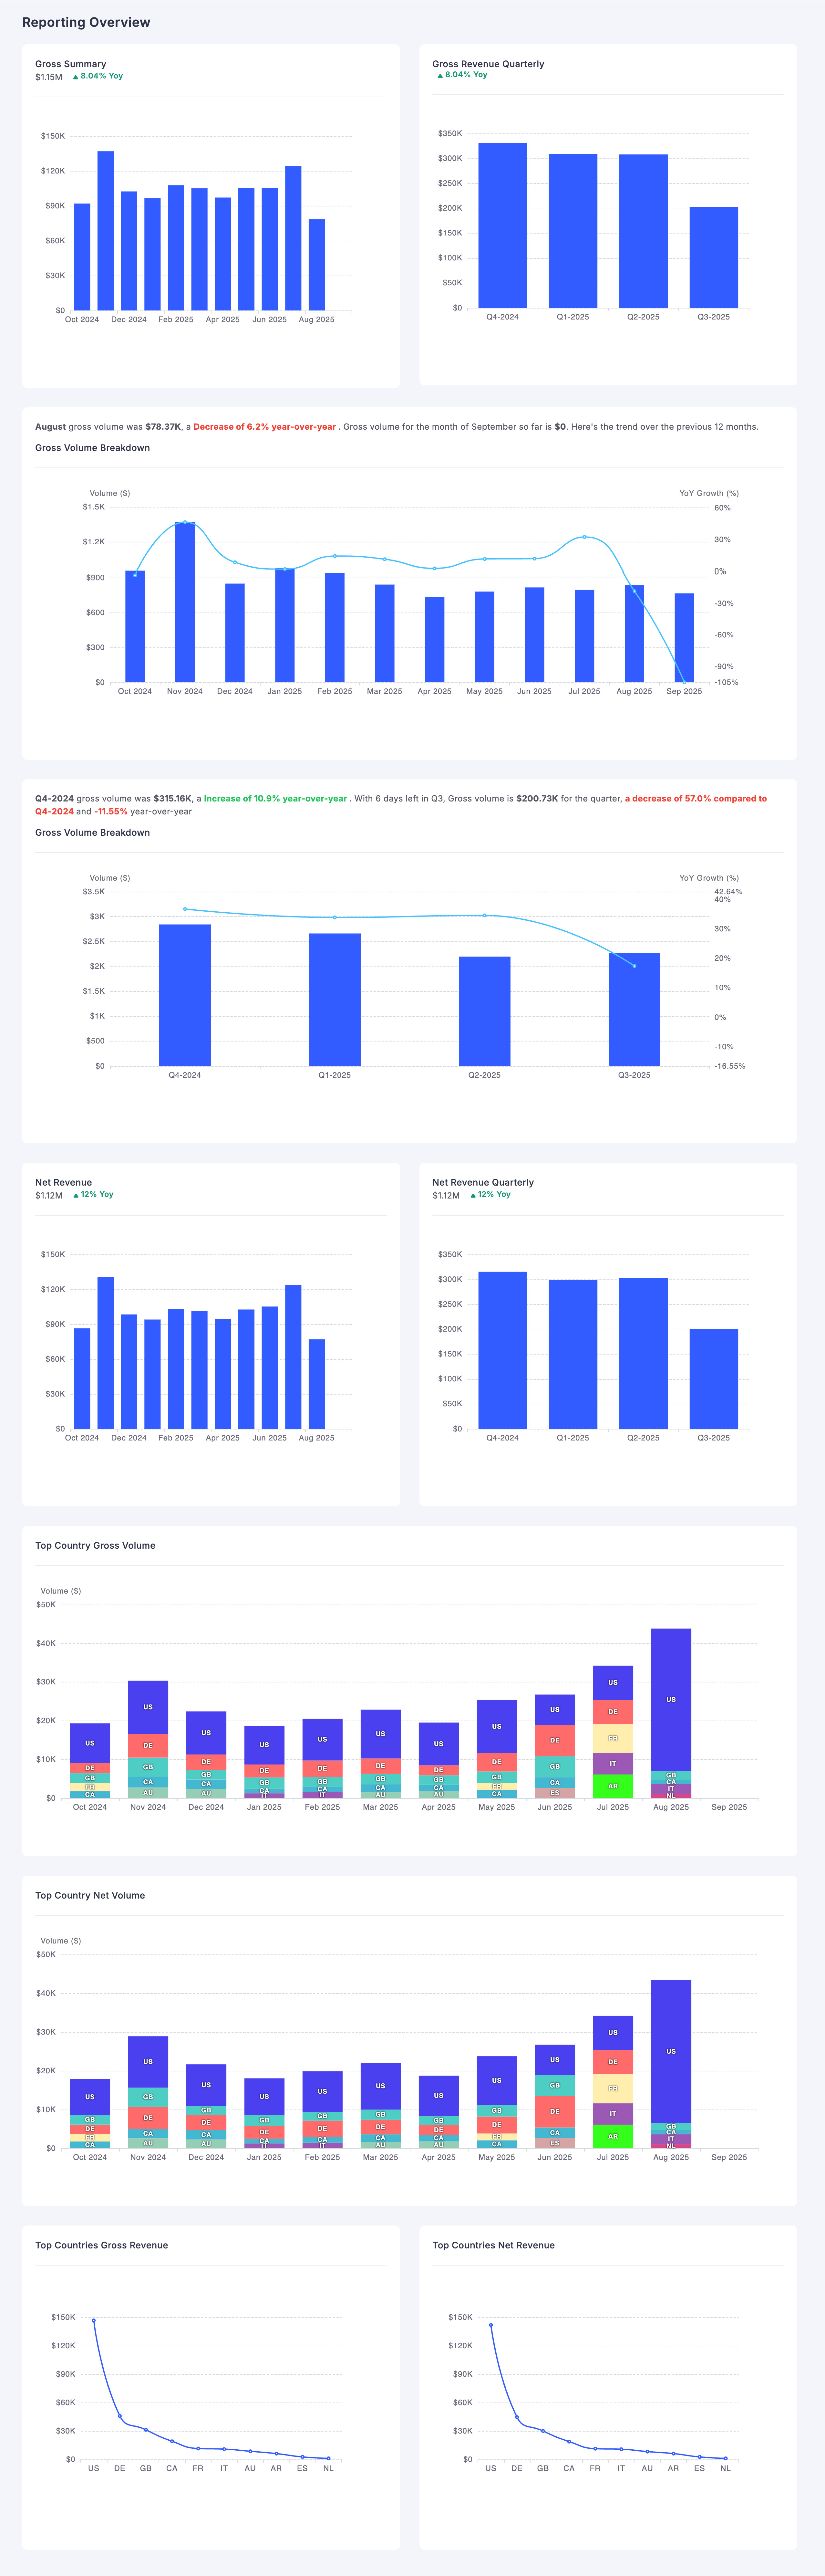 Reporting Overview
Gross Summary
$1.15M ▲ 8.04% Yoy
$150K
$120K
$90K
$60K
$30K
$0
Oct 2024 Dec 2024 Feb 2025 Apr 2025 Jun 2025 Aug 2025
Gross Revenue Quarterly
▲ 8.04% Yoy
$350K
$300K
$250K
$200K
$150K
$100K
$50K
$0
Q4-2024 Q1-2025 Q2-2025 Q3-2025
August gross volume was $78.37K, a Decrease of 6.2% year-over-year . Gross volume for the month of September so far is $0. Here's the trend over the previous 12 months.
Gross Volume Breakdown
Volume ($) YoY Growth (%)
$1.5K
$1.2K
$900
$600
$300
$0
60%
30%
0%
-30%
-60%
-90%
-105%
Oct 2024 Nov 2024 Dec 2024 Jan 2025 Feb 2025 Mar 2025 Apr 2025 May 2025 Jun 2025 Jul 2025 Aug 2025 Sep 2025
Q4-2024 gross volume was $315.16K, a Increase of 10.9% year-over-year . With 6 days left in Q3, Gross volume is $200.73K for the quarter, a decrease of 57.0% compared to
Q4-2024 and -11.55% year-over-year
Gross Volume Breakdown
Volume ($) YoY Growth (%)
$3.5K
$3K
$2.5K
$2K
$1.5K
$1K
$500
$0
42.64%
40%
30%
20%
10%
0%
-10%
-16.55%
Q4-2024 Q1-2025 Q2-2025 Q3-2025
Net Revenue
$1.12M ▲ 12% Yoy
$150K
$120K
$90K
$60K
$30K
$0
Oct 2024 Dec 2024 Feb 2025 Apr 2025 Jun 2025 Aug 2025
Net Revenue Quarterly
$1.12M ▲ 12% Yoy
$350K
$300K
$250K
$200K
$150K
$100K
$50K
$0
Q4-2024 Q1-2025 Q2-2025 Q3-2025
Top Country Gross Volume
Volume ($)
$50K
$40K
$30K
$20K
$10K
$0
US DE GB FR CA
US DE GB CA AU
US DE GB CA AU
US DE GB CA IT
US DE GB CA IT
US DE GB CA AU
US DE GB CA AU
US DE GB FR CA
US DE GB CA ES
US DE FR IT AR
US GB CA IT NL
Oct 2024 Nov 2024 Dec 2024 Jan 2025 Feb 2025 Mar 2025 Apr 2025 May 2025 Jun 2025 Jul 2025 Aug 2025 Sep 2025
Top Country Net Volume
Volume ($)
$50K
$40K
$30K
$20K
$10K
$0
US GB DE FR CA
US GB DE CA AU
US GB DE CA AU
US GB DE CA IT
US GB DE CA IT
US GB DE CA AU
US GB DE CA AU
US GB DE FR CA
US GB DE CA ES
US DE FR IT AR
US GB CA IT NL
Oct 2024 Nov 2024 Dec 2024 Jan 2025 Feb 2025 Mar 2025 Apr 2025 May 2025 Jun 2025 Jul 2025 Aug 2025 Sep 2025
Top Countries Gross Revenue
$150K
$120K
$90K
$60K
$30K
$0
US DE GB CA FR IT AU AR ES NL
Top Countries Net Revenue
$150K
$120K
$90K
$60K
$30K
$0
US DE GB CA FR IT AU AR ES NL